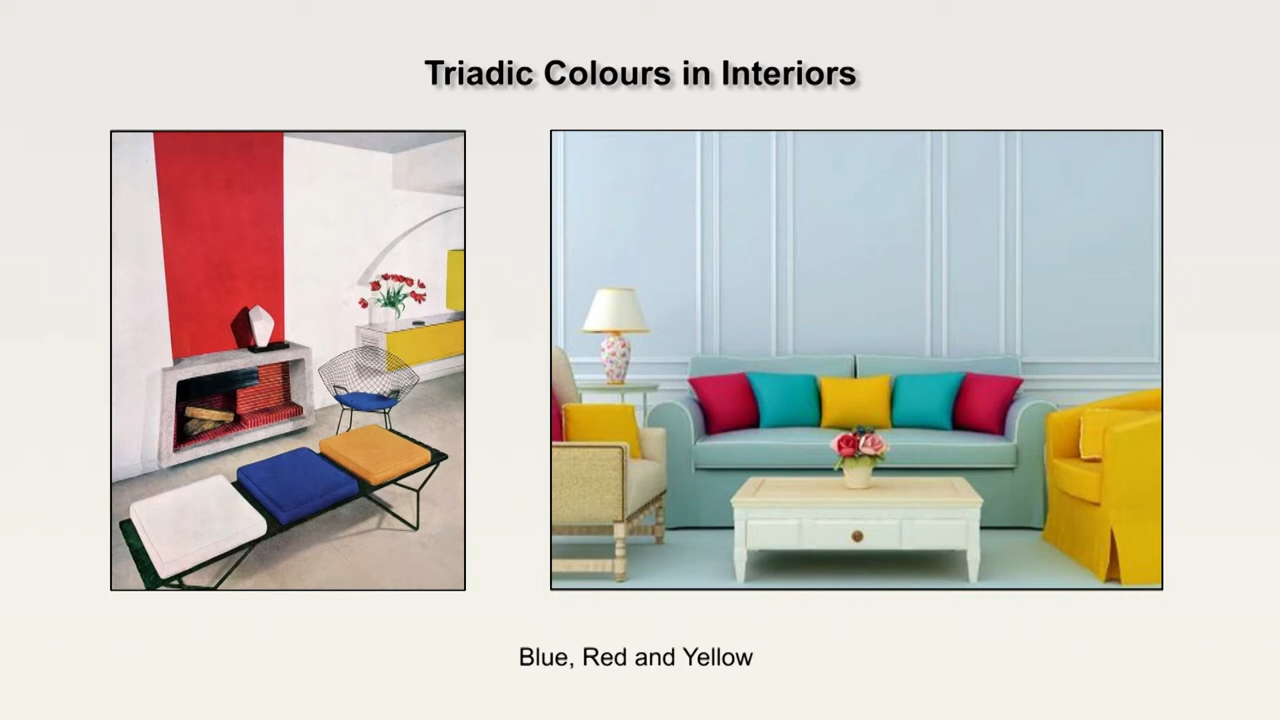 Triadic Colours in Interiors
Blue, Red and Yellow